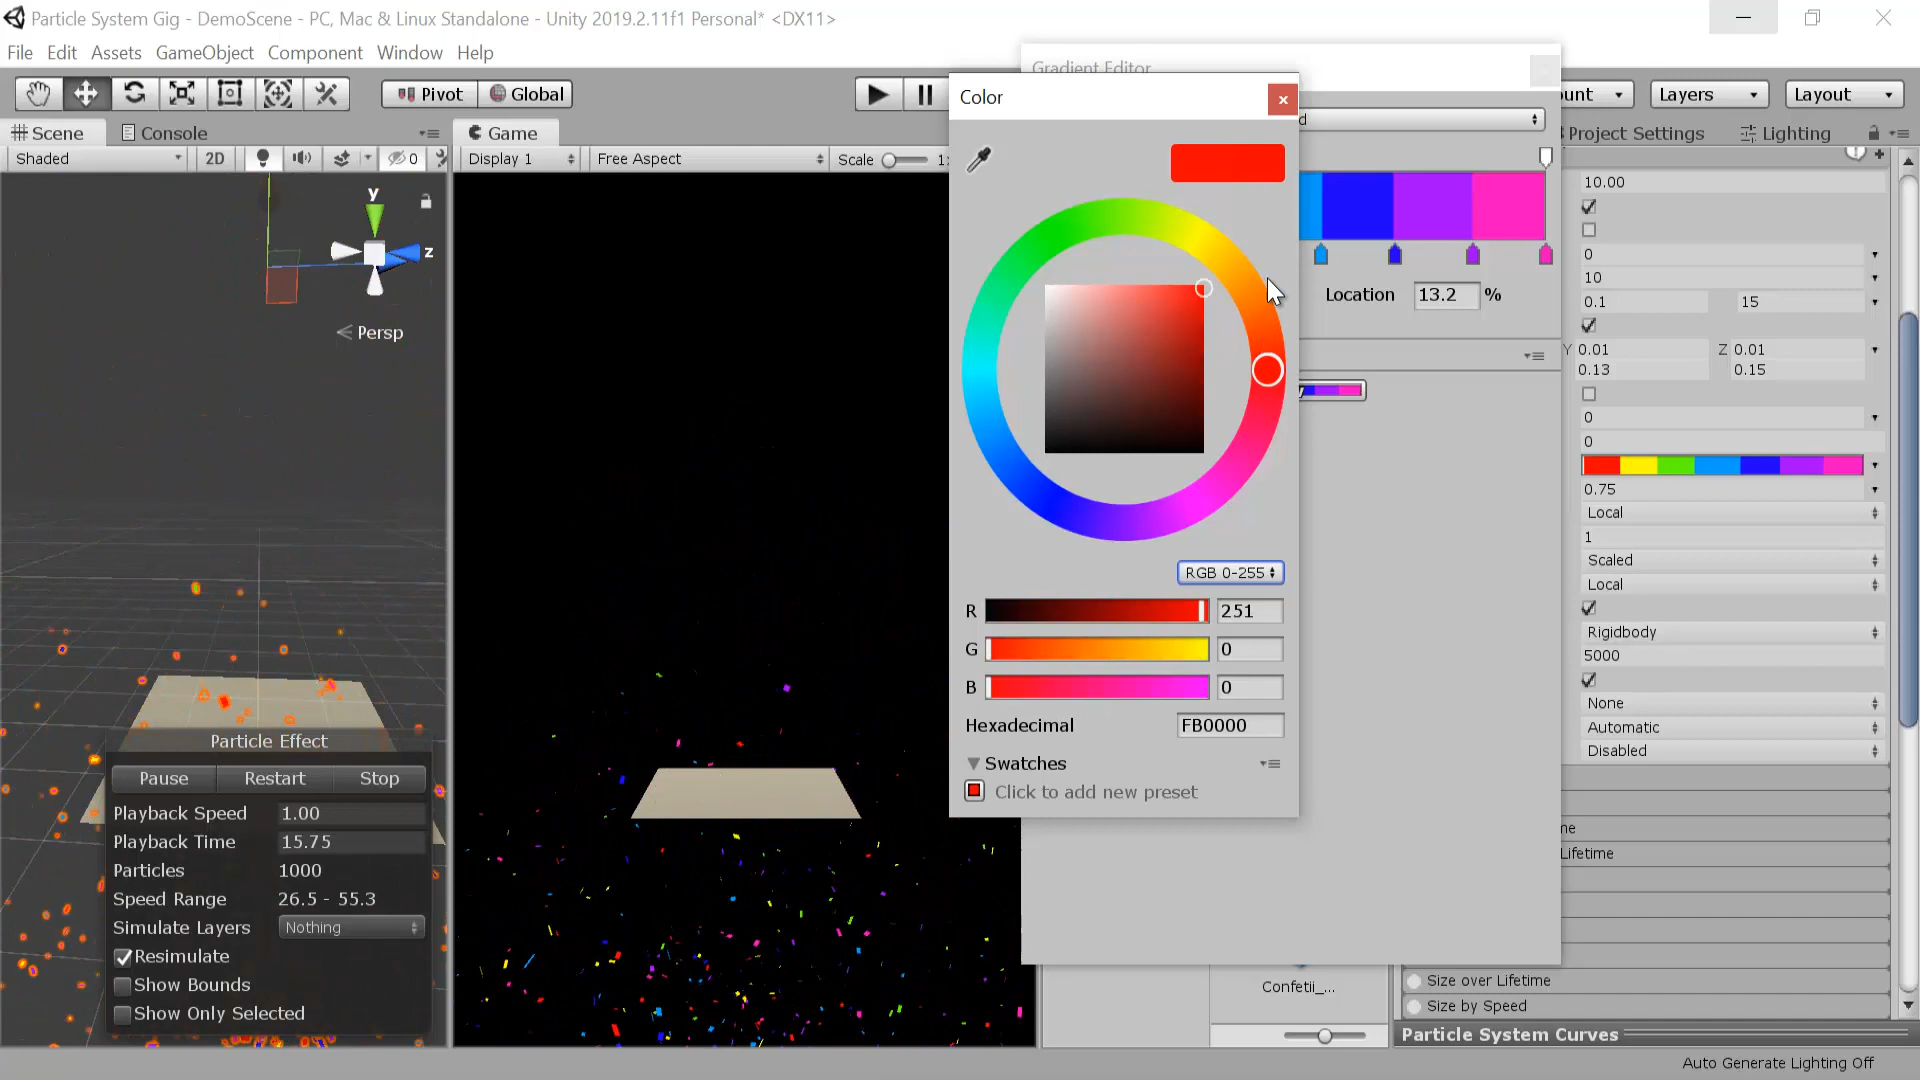 Particle System Gig - DemoScene - PC, Mac & Linux Standalone - Unity 2019.2.11f1 Personal* <DX11>
File Edit Assets GameObject Component Window Help
Pivot Global
Layers Layout
Scene Console Game
Project Settings Lighting
Shaded 2D 0 Display 1 Free Aspect Scale
Gradient Editor
Color
y
z
Persp
Location 13.2 %
RGB 0-255
R 251
G 0
B 0
Hexadecimal FB0000
Swatches
Click to add new preset
Particle Effect
Pause Restart Stop
Playback Speed 1.00
Playback Time 15.75
Particles 1000
Speed Range 26.5 - 55.3
Simulate Layers Nothing
Resimulate
Show Bounds
Show Only Selected
Confetii_...
10.00
0
10
0.1 15
Y 0.01 Z 0.01
0.13 0.15
0
0
0.75
Local
1
Scaled
Local
Rigidbody
5000
None
Automatic
Disabled
Lifetime
Size over Lifetime
Size by Speed
Particle System Curves
Auto Generate Lighting Off